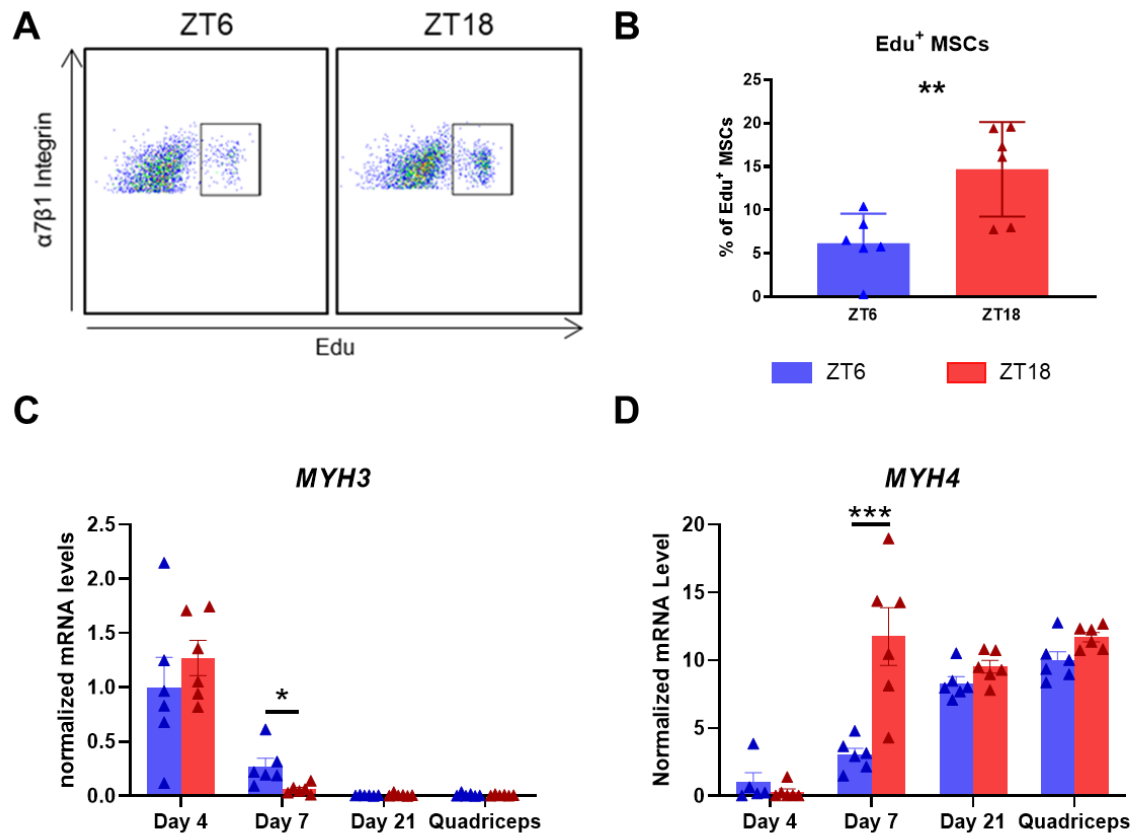 A
ZT6
ZT18
α7β1 Integrin
Edu
B
Edu⁺ MSCs
**
% of Edu⁺ MSCs
25
20
15
10
5
0
ZT6
ZT18
ZT6
ZT18
C
MYH3
normalized mRNA levels
2.5
2.0
1.5
1.0
0.5
0.0
*
Day 4
Day 7
Day 21
Quadriceps
D
MYH4
Normalized mRNA Level
20
15
10
5
0
***
Day 4
Day 7
Day 21
Quadriceps